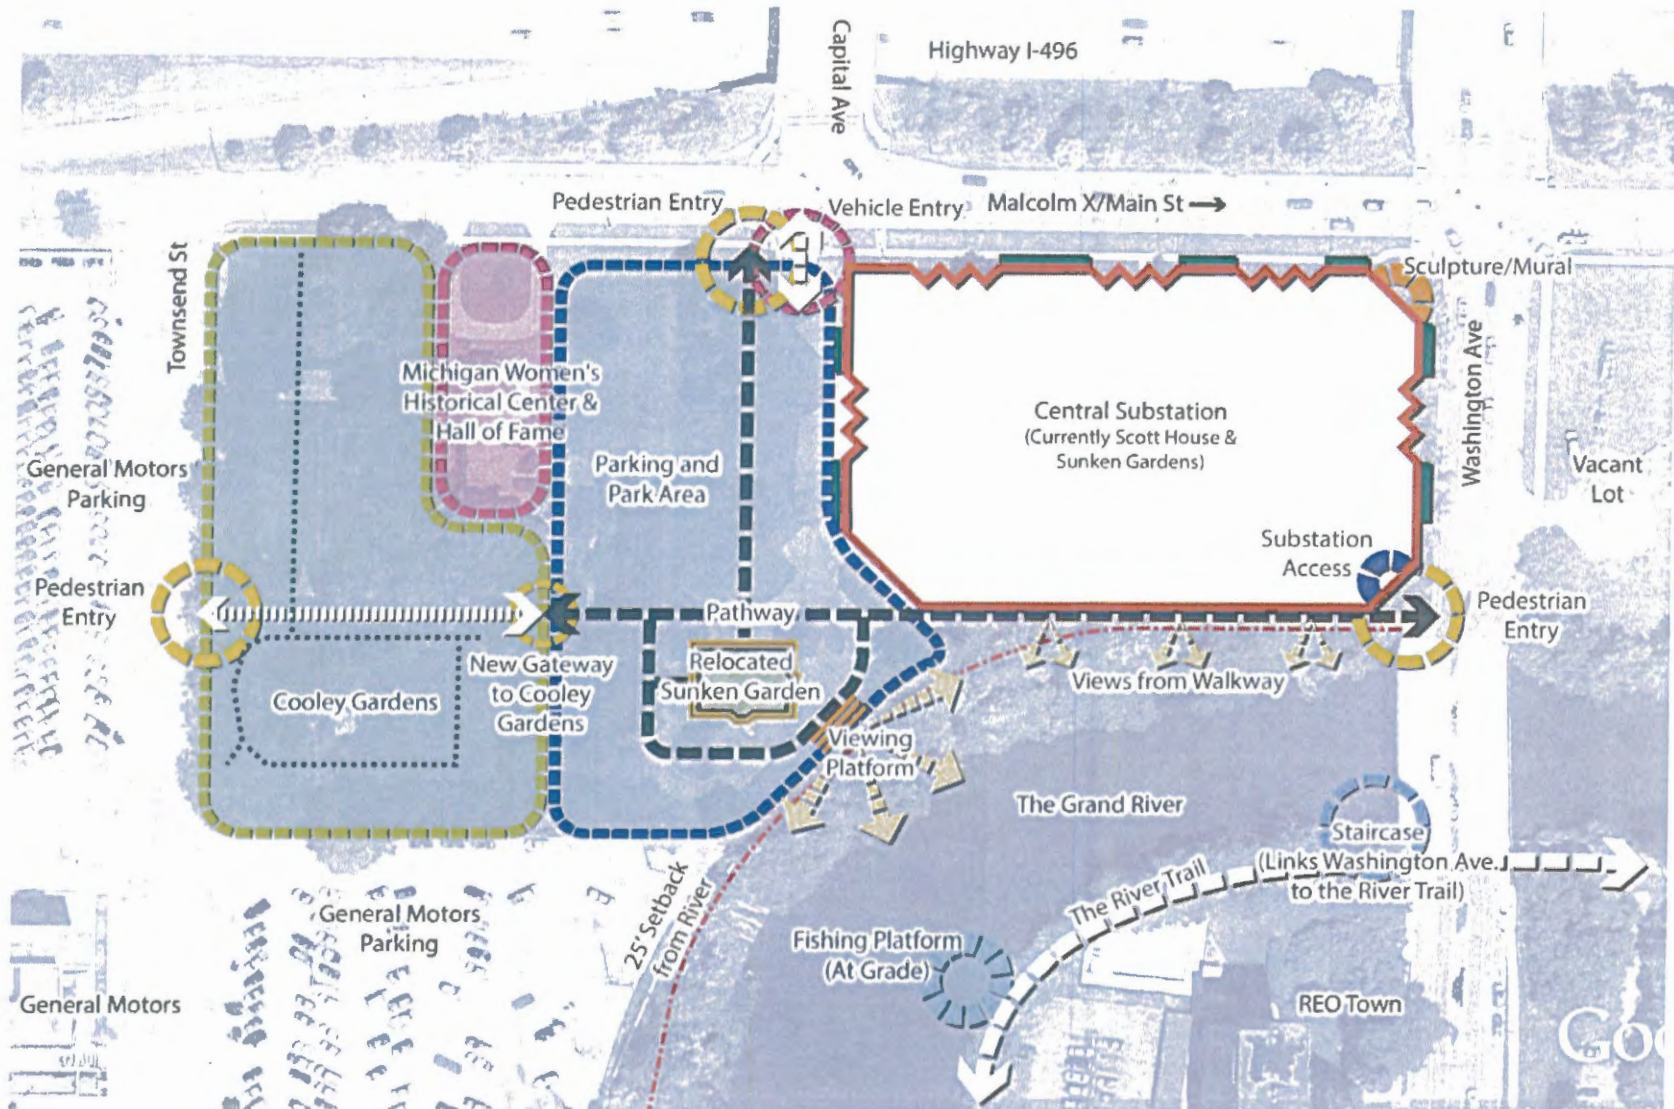 Highway I-496
Capital Ave
Pedestrian Entry
Vehicle Entry
Malcolm X/Main St
Sculpture/Mural
Townsend St
Washington Ave
Michigan Women's
Historical Center &
Hall of Fame
Central Substation
(Currently Scott House &
Sunken Gardens)
General Motors
Parking
Parking and
Park Area
Vacant
Lot
Substation
Access
Pedestrian
Entry
Pathway
Pedestrian
Entry
New Gateway
to Cooley
Gardens
Relocated
Sunken Garden
Cooley Gardens
Views from Walkway
Viewing
Platform
The Grand River
Staircase
(Links Washington Ave.
to the River Trail)
The River Trail
25' Setback
from River
General Motors
Parking
Fishing Platform
(At Grade)
General Motors
REO Town
Goo